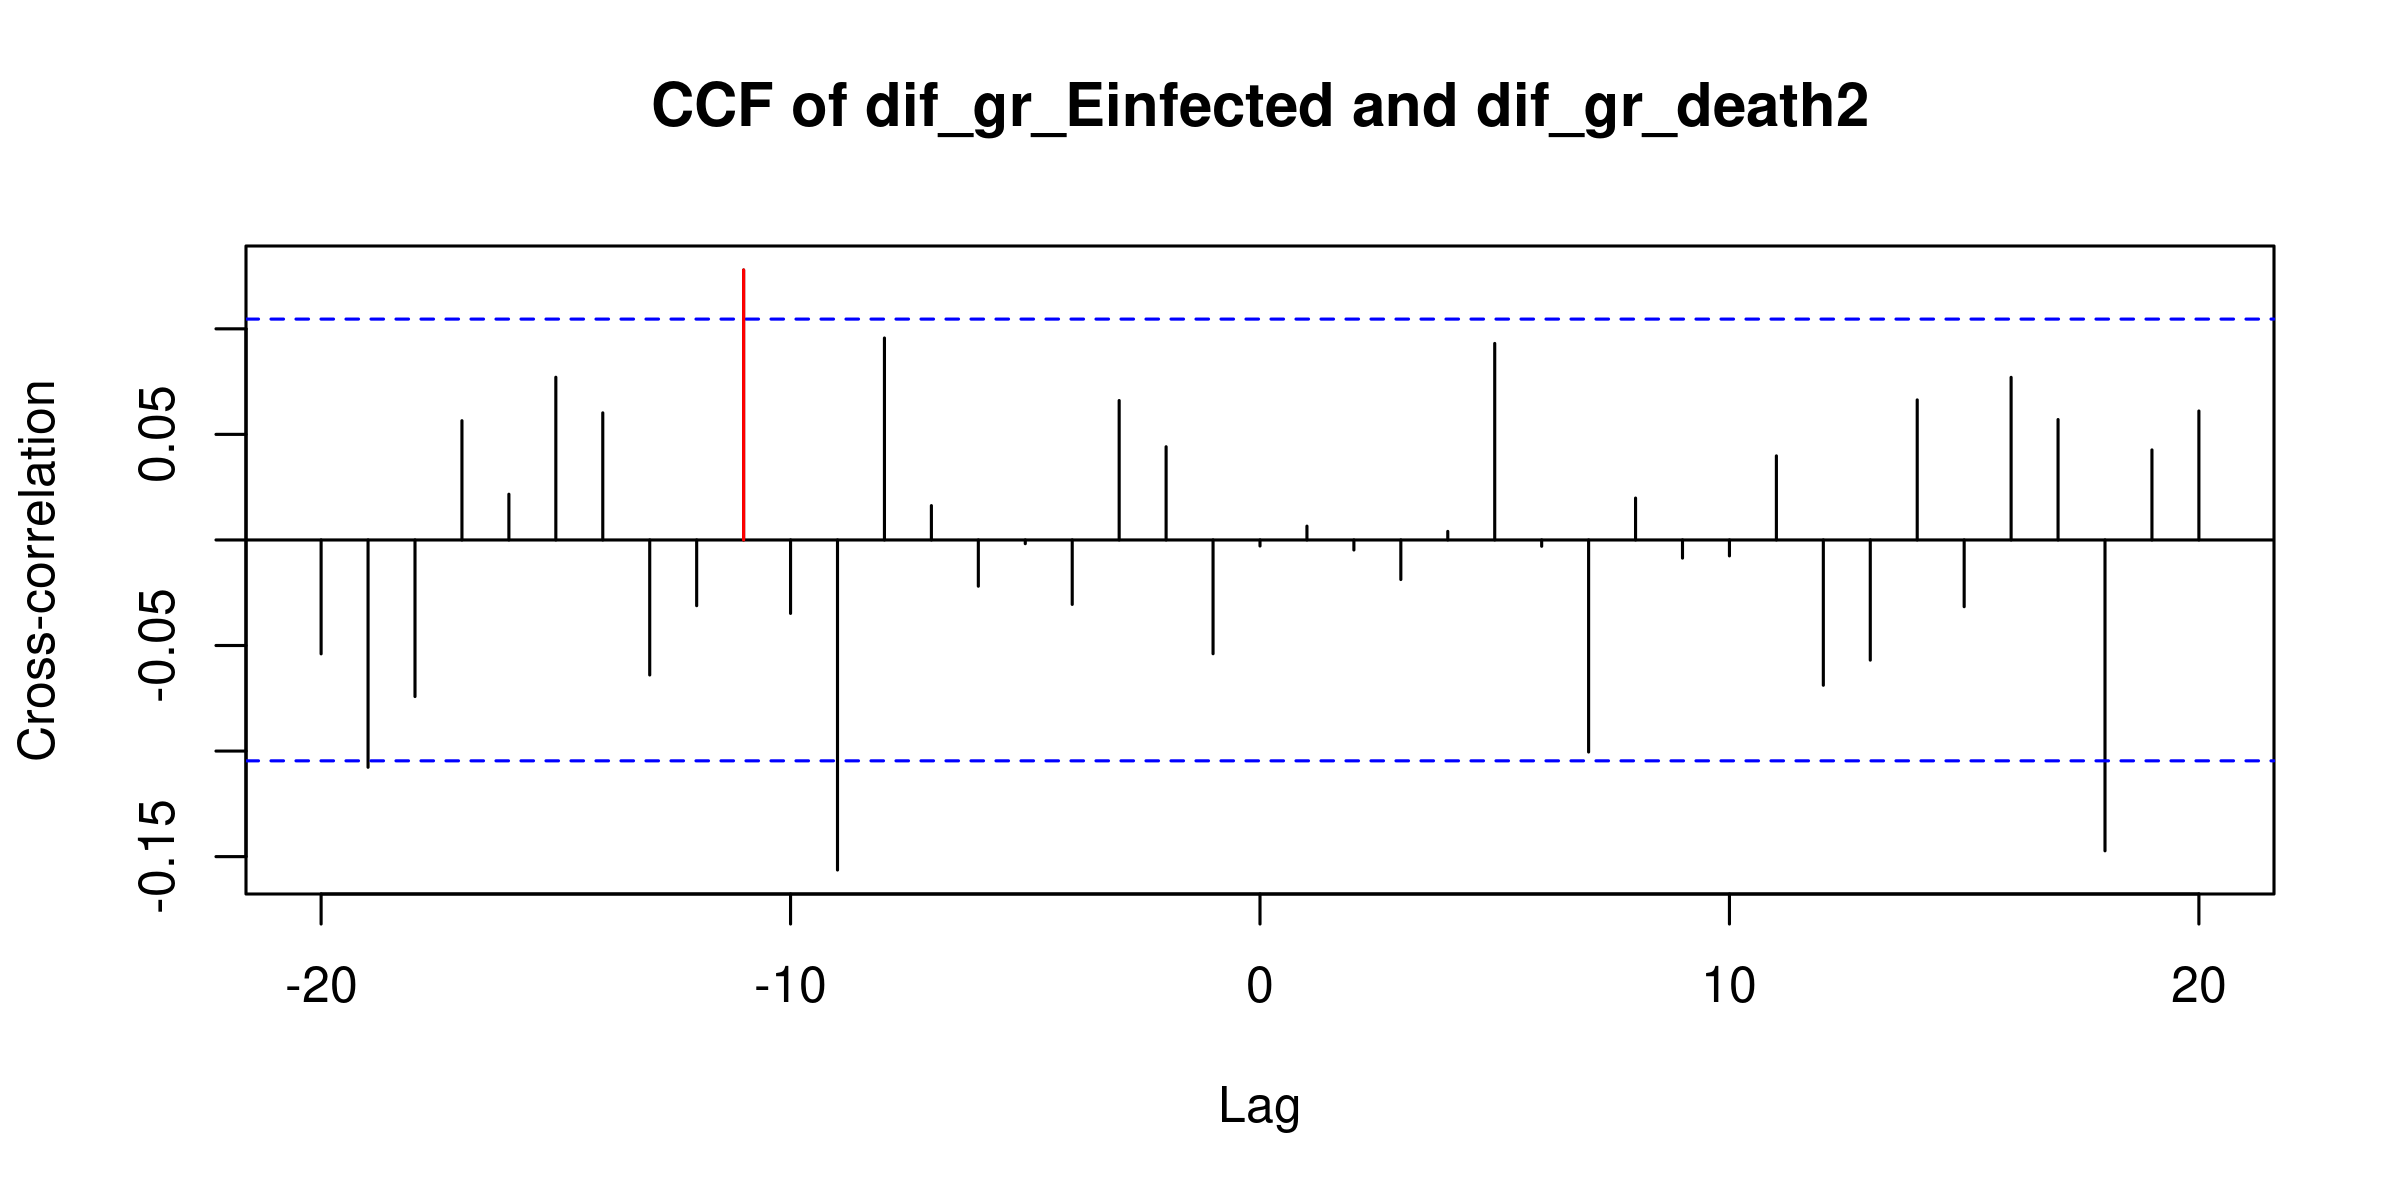 CCF of dif_gr_Einfected and dif_gr_death2
Cross-correlation
0.05
-0.05
-0.15
-20 -10 0 10 20
Lag